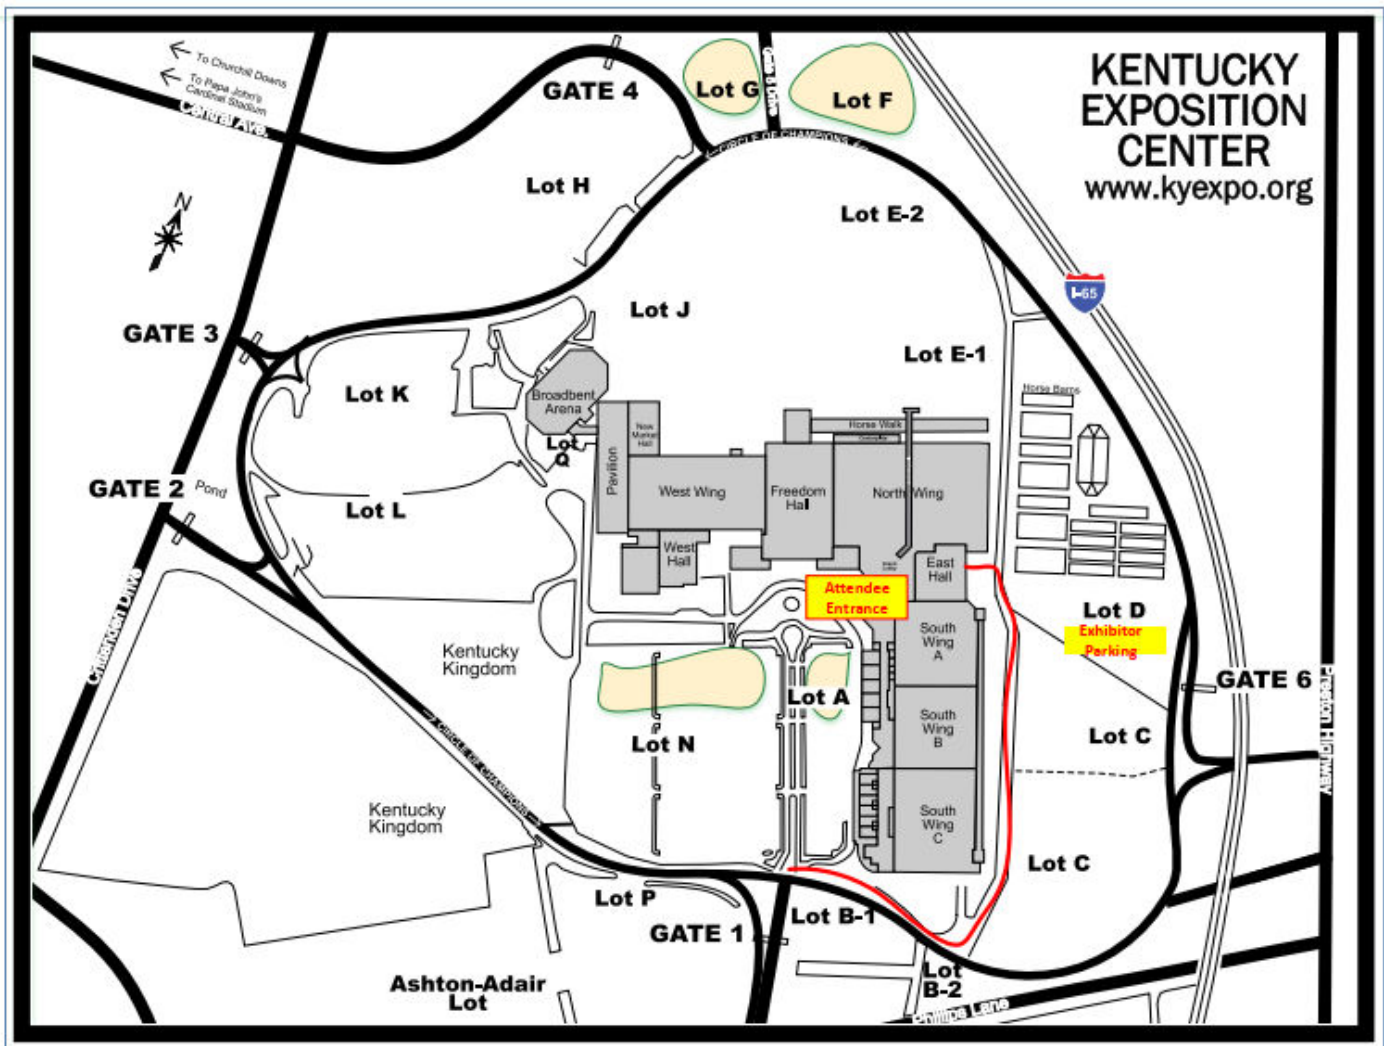 KENTUCKY
EXPOSITION
CENTER
www.kyexpo.org
To Churchill Downs
To Papa John's
Cardinal Stadium
Central Ave.
GATE 4
Lot G
Lot F
CIRCLE OF CHAMPIONS
Lot H
N
Lot E-2
I-65
Lot J
GATE 3
Lot E-1
Lot K
Broadbent
Arena
Horse Barns
New
Market
Hall
Horse Walk
Lot
Q
Pavilion
West Wing
Freedom
Hall
North Wing
GATE 2
Pond
Lot L
West
Hall
East
Hall
Attendee
Entrance
Lot D
Exhibitor
Parking
Crittenden Drive
Kentucky
Kingdom
South
Wing
A
GATE 6
Preston Highway
Lot A
Lot N
South
Wing
B
Lot C
CIRCLE OF CHAMPIONS
Kentucky
Kingdom
South
Wing
C
Lot C
Lot P
Lot B-1
GATE 1
Ashton-Adair
Lot
Lot
B-2
Phillips Lane